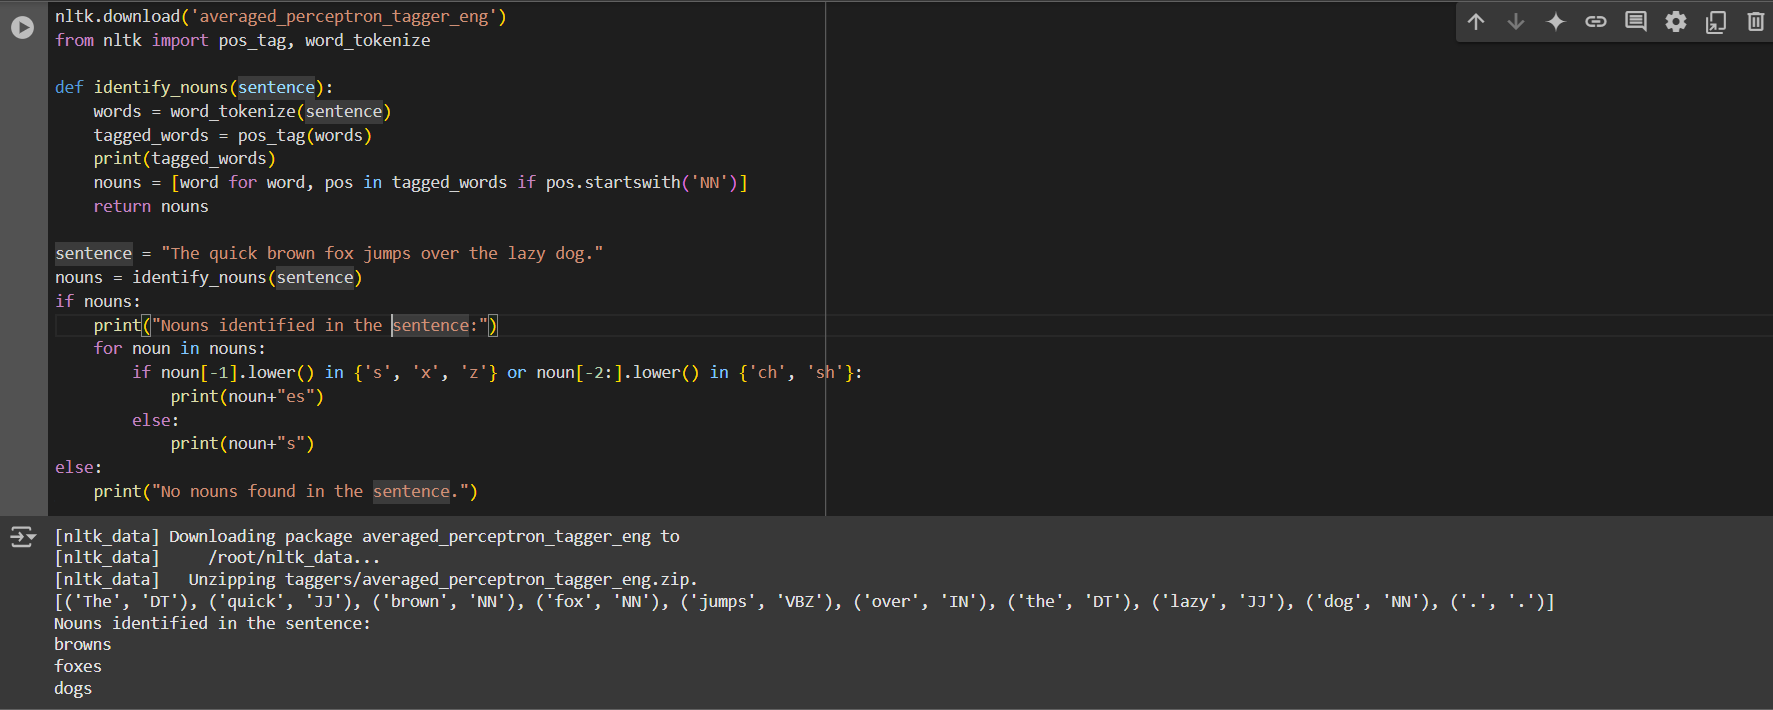 nltk.download('averaged_perceptron_tagger_eng')
from nltk import pos_tag, word_tokenize

def identify_nouns(sentence):
    words = word_tokenize(sentence)
    tagged_words = pos_tag(words)
    print(tagged_words)
    nouns = [word for word, pos in tagged_words if pos.startswith('NN')]
    return nouns

sentence = "The quick brown fox jumps over the lazy dog."
nouns = identify_nouns(sentence)
if nouns:
    print("Nouns identified in the sentence:")
    for noun in nouns:
        if noun[-1].lower() in {'s', 'x', 'z'} or noun[-2:].lower() in {'ch', 'sh'}:
            print(noun+"es")
        else:
            print(noun+"s")
else:
    print("No nouns found in the sentence.")
[nltk_data] Downloading package averaged_perceptron_tagger_eng to
[nltk_data]     /root/nltk_data...
[nltk_data]   Unzipping taggers/averaged_perceptron_tagger_eng.zip.
[('The', 'DT'), ('quick', 'JJ'), ('brown', 'NN'), ('fox', 'NN'), ('jumps', 'VBZ'), ('over', 'IN'), ('the', 'DT'), ('lazy', 'JJ'), ('dog', 'NN'), ('.', '.')]
Nouns identified in the sentence:
browns
foxes
dogs